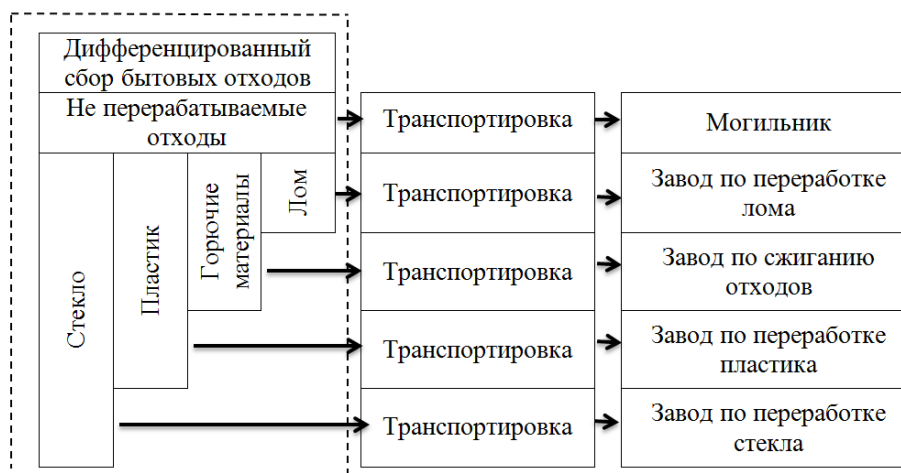 Дифференцированный
сбор бытовых отходов
Не перерабатываемые
отходы
Транспортировка
Могильник
Стекло
Пластик
Горючие
материалы
Лом
Транспортировка
Завод по переработке
лома
Транспортировка
Завод по сжиганию
отходов
Транспортировка
Завод по переработке
пластика
Транспортировка
Завод по переработке
стекла